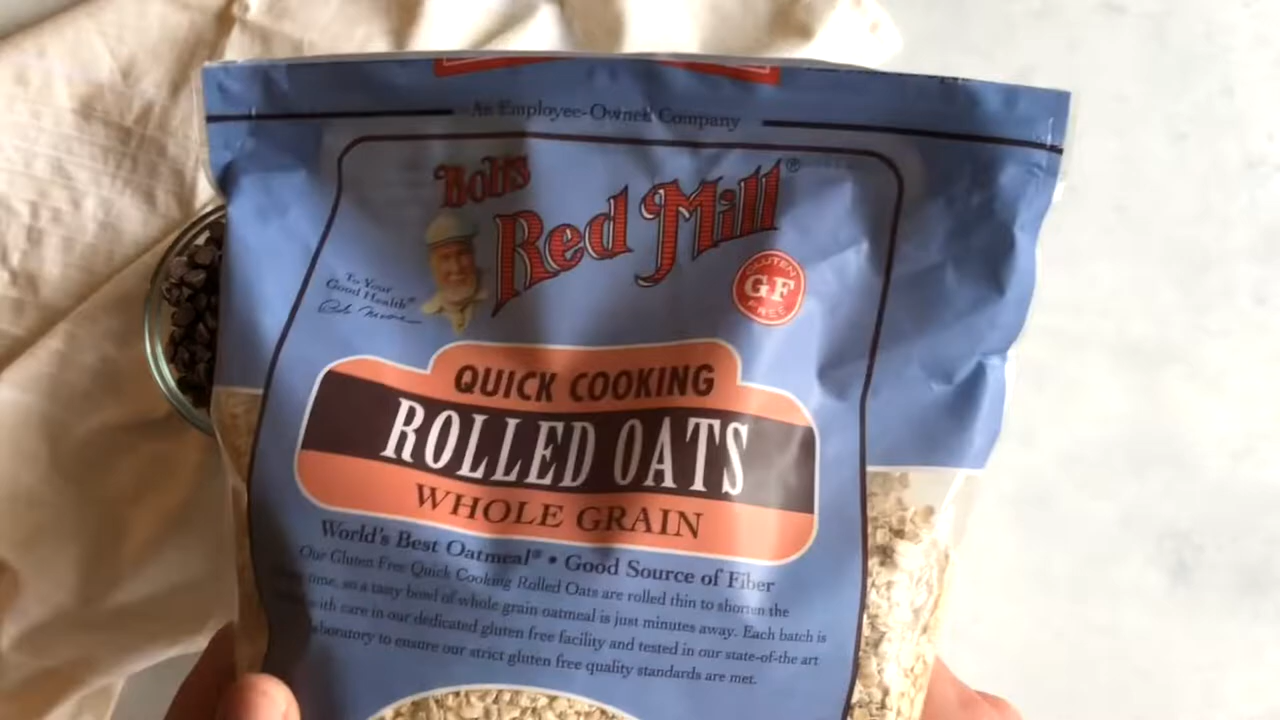 An Employee-Owned Company
Bob's
Red Mill®
To Your
Good Health®
Bob Moore
GLUTEN
GF
FREE
QUICK COOKING
ROLLED OATS
WHOLE GRAIN
World's Best Oatmeal® • Good Source of Fiber
Our Gluten Free Quick Cooking Rolled Oats are rolled thin to shorten the
time, so a tasty bowl of whole grain oatmeal is just minutes away. Each batch is
with care in our dedicated gluten free facility and tested in our state-of-the art
laboratory to ensure our strict gluten free quality standards are met.